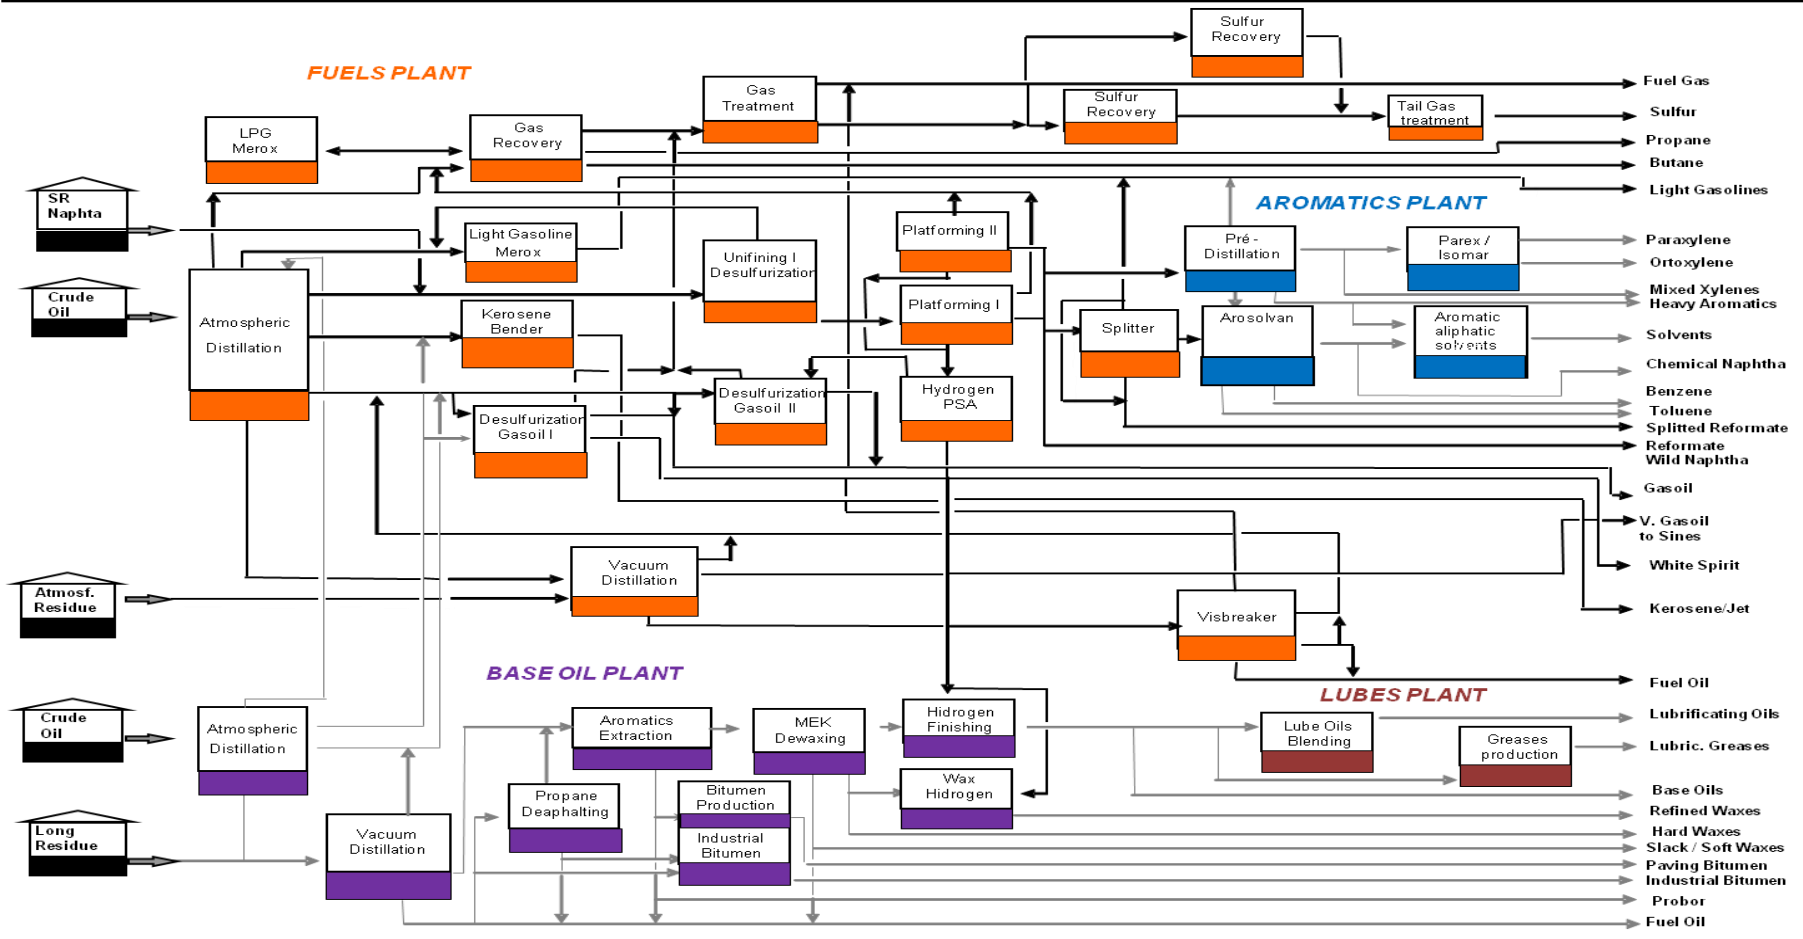 FUELS PLANT
Sulfur
Recovery
Gas
Treatment
Sulfur
Recovery
Tail Gas
treatment
Fuel Gas
Sulfur
Propane
Butane
Light Gasolines
LPG
Merox
Gas
Recovery
SR
Naphta
Light Gasoline
Merox
Unifining I
Desulfurization
Platforming II
Platforming I
AROMATICS PLANT
Pré -
Distillation
Parex /
Isomar
Paraxylene
Ortoxylene
Mixed Xylenes
Heavy Aromatics
Crude
Oil
Atmospheric
Distillation
Kerosene
Bender
Splitter
Arosolvan
Aromatic
aliphatic
solvents
Solvents
Chemical Naphtha
Benzene
Toluene
Splitted Reformate
Reformate
Wild Naphtha
Desulfurization
Gasoil I
Desulfurization
Gasoil II
Hydrogen
PSA
Gasoil
V. Gasoil
to Sines
White Spirit
Kerosene/Jet
Atmosf.
Residue
Vacuum
Distillation
Visbreaker
Fuel Oil
BASE OIL PLANT
LUBES PLANT
Crude
Oil
Atmospheric
Distillation
Aromatics
Extraction
MEK
Dewaxing
Hidrogen
Finishing
Lube Oils
Blending
Greases
production
Lubrificating Oils
Lubric. Greases
Long
Residue
Vacuum
Distillation
Propane
Deaphalting
Bitumen
Production
Industrial
Bitumen
Wax
Hidrogen
Base Oils
Refined Waxes
Hard Waxes
Slack / Soft Waxes
Paving Bitumen
Industrial Bitumen
Probor
Fuel Oil